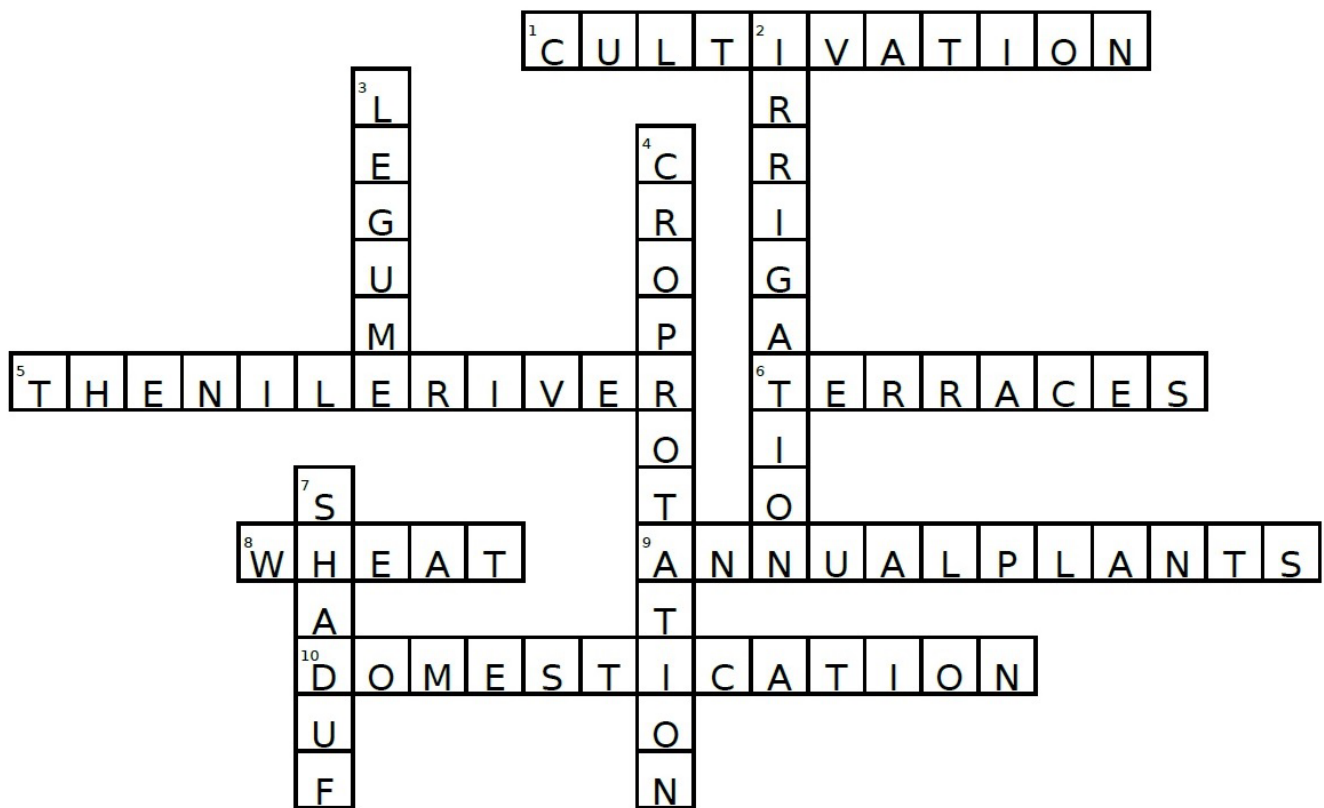 1 CULTIVATION
2 IRRIGATION
3 LEGUME
4 CROPROTATION
5 THENILERIVER
6 TERRACES
7 SHADUF
8 WHEAT
9 ANNUALPLANTS
10 DOMESTICATION